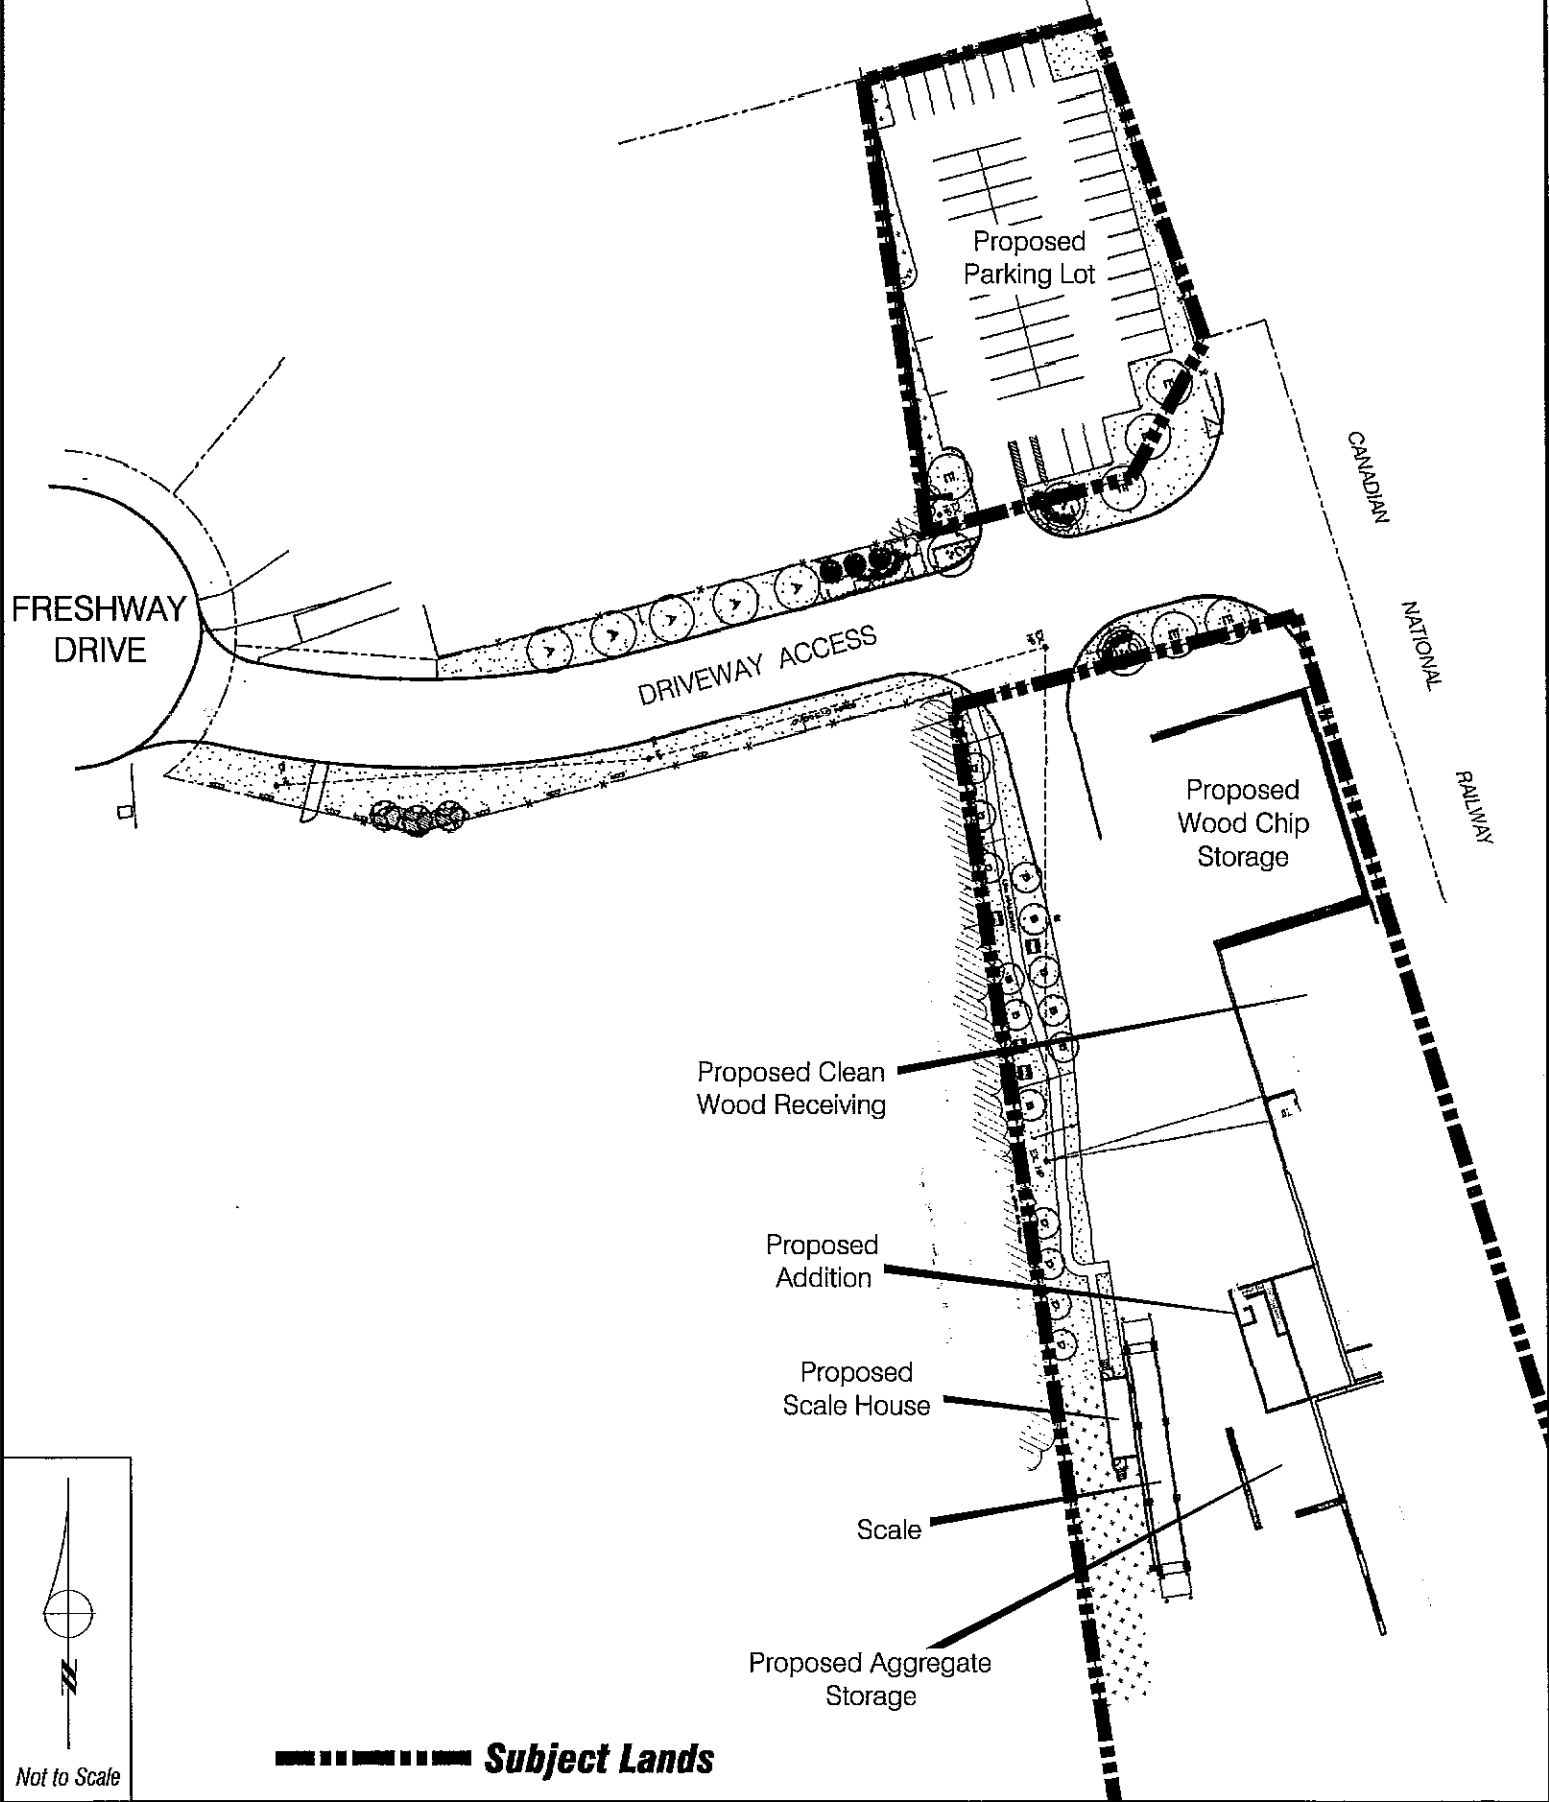 Proposed
Parking Lot
CANADIAN
NATIONAL
RAILWAY
FRESHWAY
DRIVE
DRIVEWAY ACCESS
Proposed
Wood Chip
Storage
Proposed Clean
Wood Receiving
Proposed
Addition
Proposed
Scale House
Scale
Proposed Aggregate
Storage
N
Not to Scale
Subject Lands
A
A
A
A
A
E
E
E
E
E